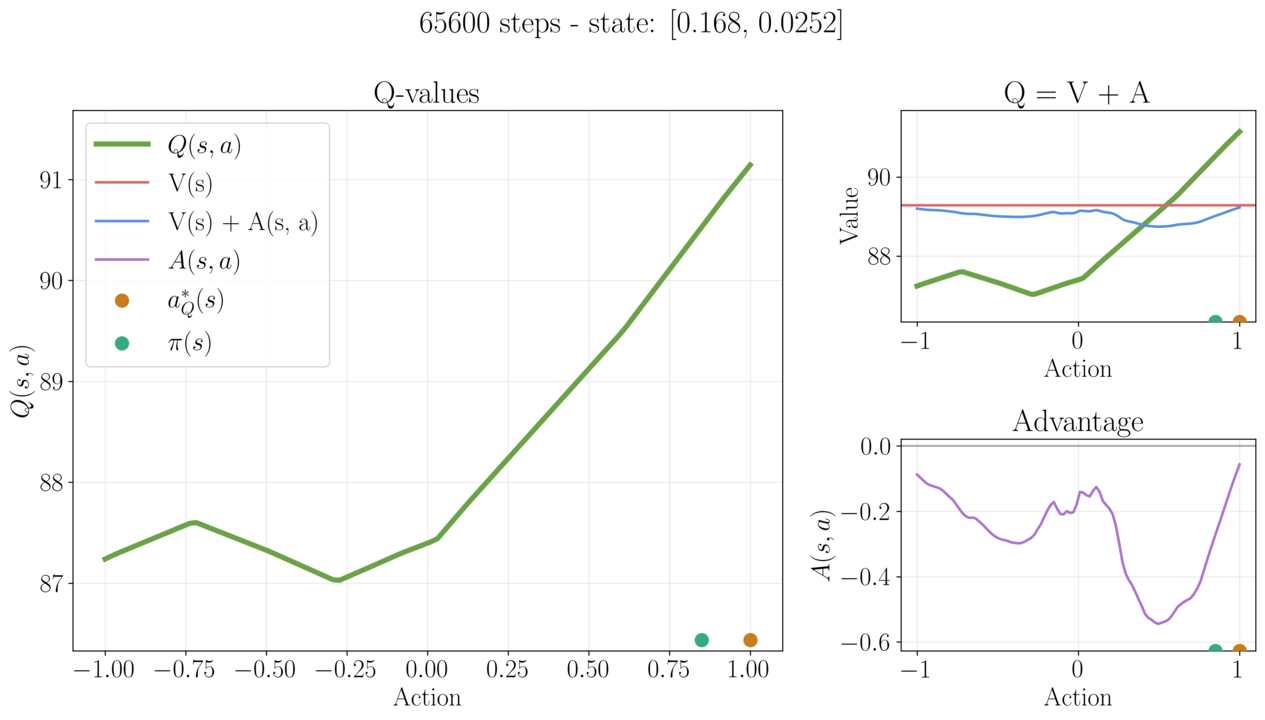 65600 steps - state: [0.168, 0.0252]
Q-values
Q(s, a)
V(s)
V(s) + A(s, a)
A(s, a)
a*_Q(s)
π(s)
91
90
89
88
87
Q(s, a)
−1.00 −0.75 −0.50 −0.25 0.00 0.25 0.50 0.75 1.00
Action
Q = V + A
90
88
Value
−1 0 1
Action
Advantage
0.0
−0.2
−0.4
−0.6
A(s, a)
−1 0 1
Action